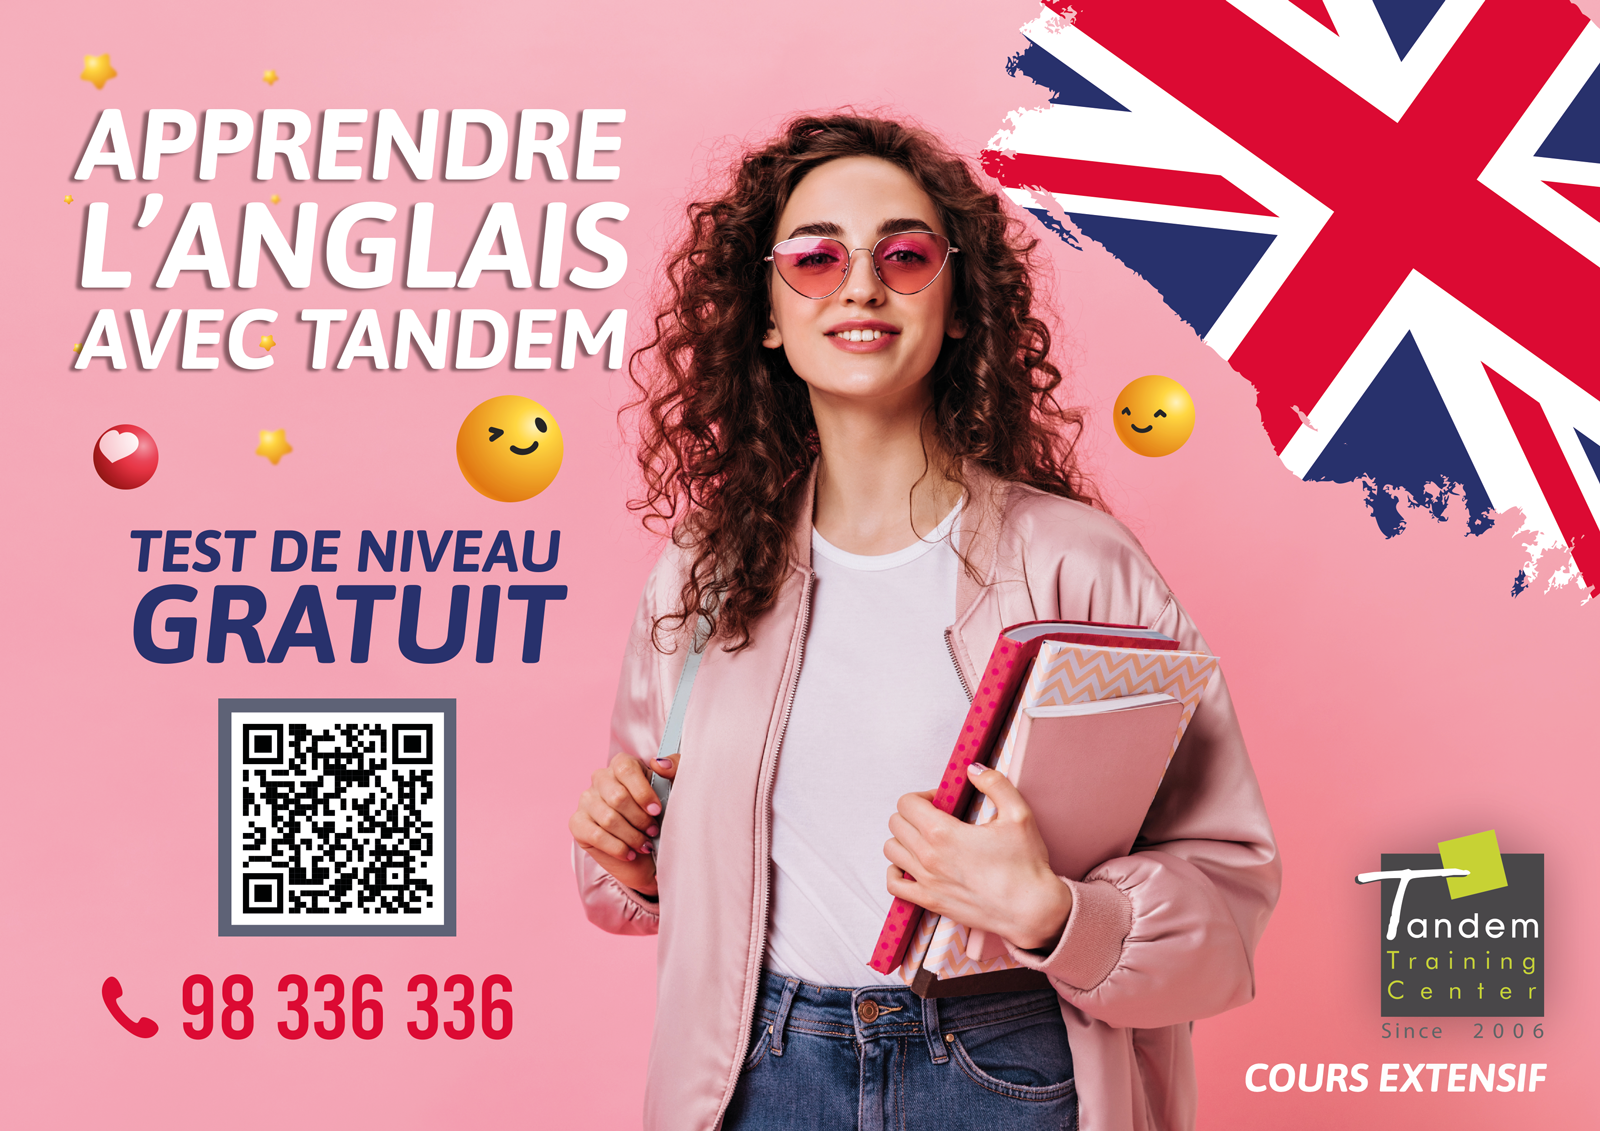 APPRENDRE
L'ANGLAIS
AVEC TANDEM
TEST DE NIVEAU
GRATUIT
98 336 336
Tandem
Training
Center
Since 2006
COURS EXTENSIF